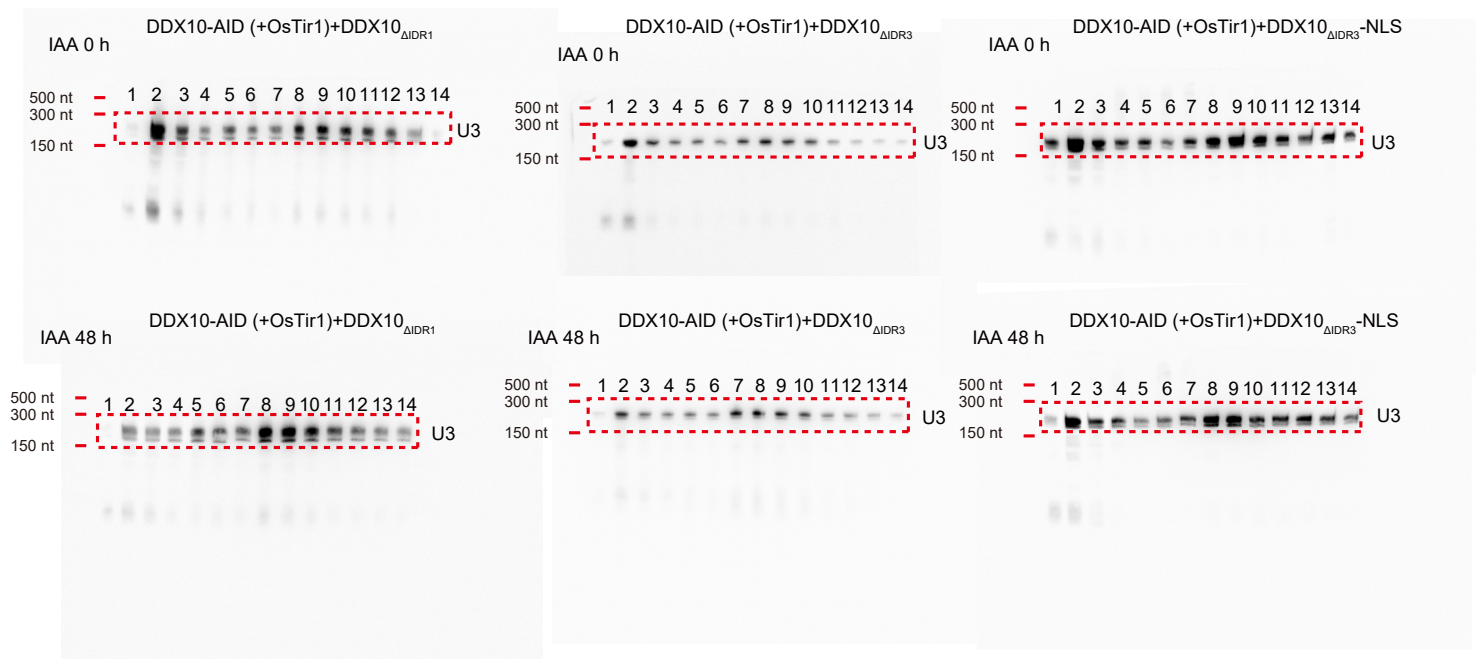 DDX10-AID (+OsTir1)+DDX10ΔIDR1
IAA 0 h
500 nt
300 nt
150 nt
1 2 3 4 5 6 7 8 9 10 11 12 13 14
U3
DDX10-AID (+OsTir1)+DDX10ΔIDR3
IAA 0 h
500 nt
300 nt
150 nt
1 2 3 4 5 6 7 8 9 10 11 12 13 14
U3
DDX10-AID (+OsTir1)+DDX10ΔIDR3-NLS
IAA 0 h
500 nt
300 nt
150 nt
1 2 3 4 5 6 7 8 9 10 11 12 13 14
U3
DDX10-AID (+OsTir1)+DDX10ΔIDR1
IAA 48 h
500 nt
300 nt
150 nt
1 2 3 4 5 6 7 8 9 10 11 12 13 14
U3
DDX10-AID (+OsTir1)+DDX10ΔIDR3
IAA 48 h
500 nt
300 nt
150 nt
1 2 3 4 5 6 7 8 9 10 11 12 13 14
U3
DDX10-AID (+OsTir1)+DDX10ΔIDR3-NLS
IAA 48 h
500 nt
300 nt
150 nt
1 2 3 4 5 6 7 8 9 10 11 12 13 14
U3